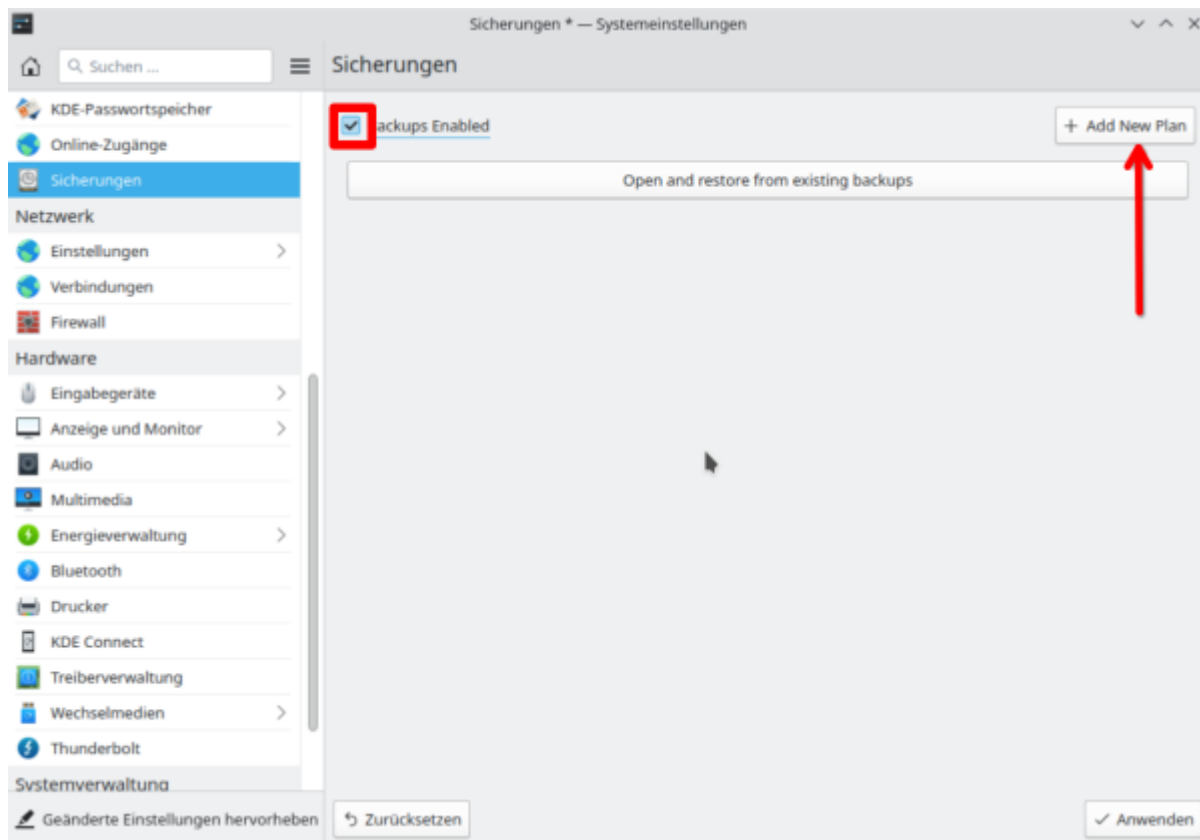 Sicherungen * — Systemeinstellungen
Suchen ...
Sicherungen
KDE-Passwortspeicher
Online-Zugänge
Sicherungen
Netzwerk
Einstellungen
Verbindungen
Firewall
Hardware
Eingabegeräte
Anzeige und Monitor
Audio
Multimedia
Energieverwaltung
Bluetooth
Drucker
KDE Connect
Treiberverwaltung
Wechselmedien
Thunderbolt
Systemverwaltung
Geänderte Einstellungen hervorheben
ackups Enabled
+ Add New Plan
Open and restore from existing backups
Zurücksetzen
Anwenden